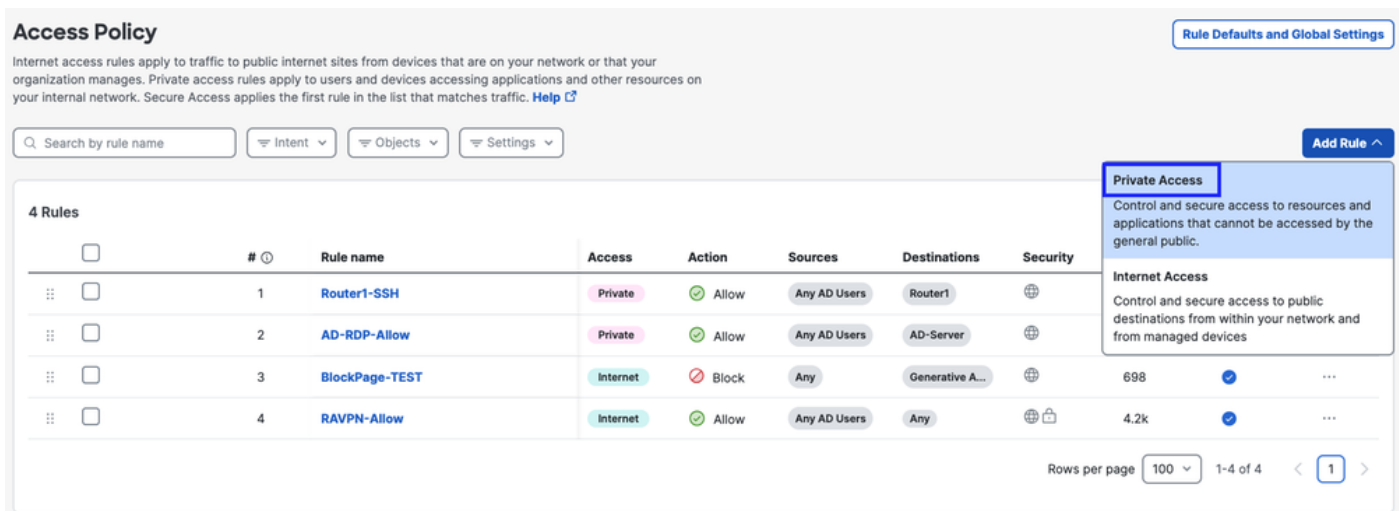 Access Policy
Rule Defaults and Global Settings
Internet access rules apply to traffic to public internet sites from devices that are on your network or that your
organization manages. Private access rules apply to users and devices accessing applications and other resources on
your internal network. Secure Access applies the first rule in the list that matches traffic. Help
Search by rule name Intent Objects Settings Add Rule
Private Access
Control and secure access to resources and
applications that cannot be accessed by the
general public.
Internet Access
Control and secure access to public
destinations from within your network and
from managed devices
4 Rules
# Rule name Access Action Sources Destinations Security
1 Router1-SSH Private Allow Any AD Users Router1
2 AD-RDP-Allow Private Allow Any AD Users AD-Server
3 BlockPage-TEST Internet Block Any Generative A... 698 ...
4 RAVPN-Allow Internet Allow Any AD Users Any 4.2k ...
Rows per page 100 1-4 of 4 < 1 >